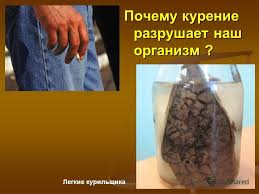 Почему курение
разрушает наш
организм ?
Легкие курильщика